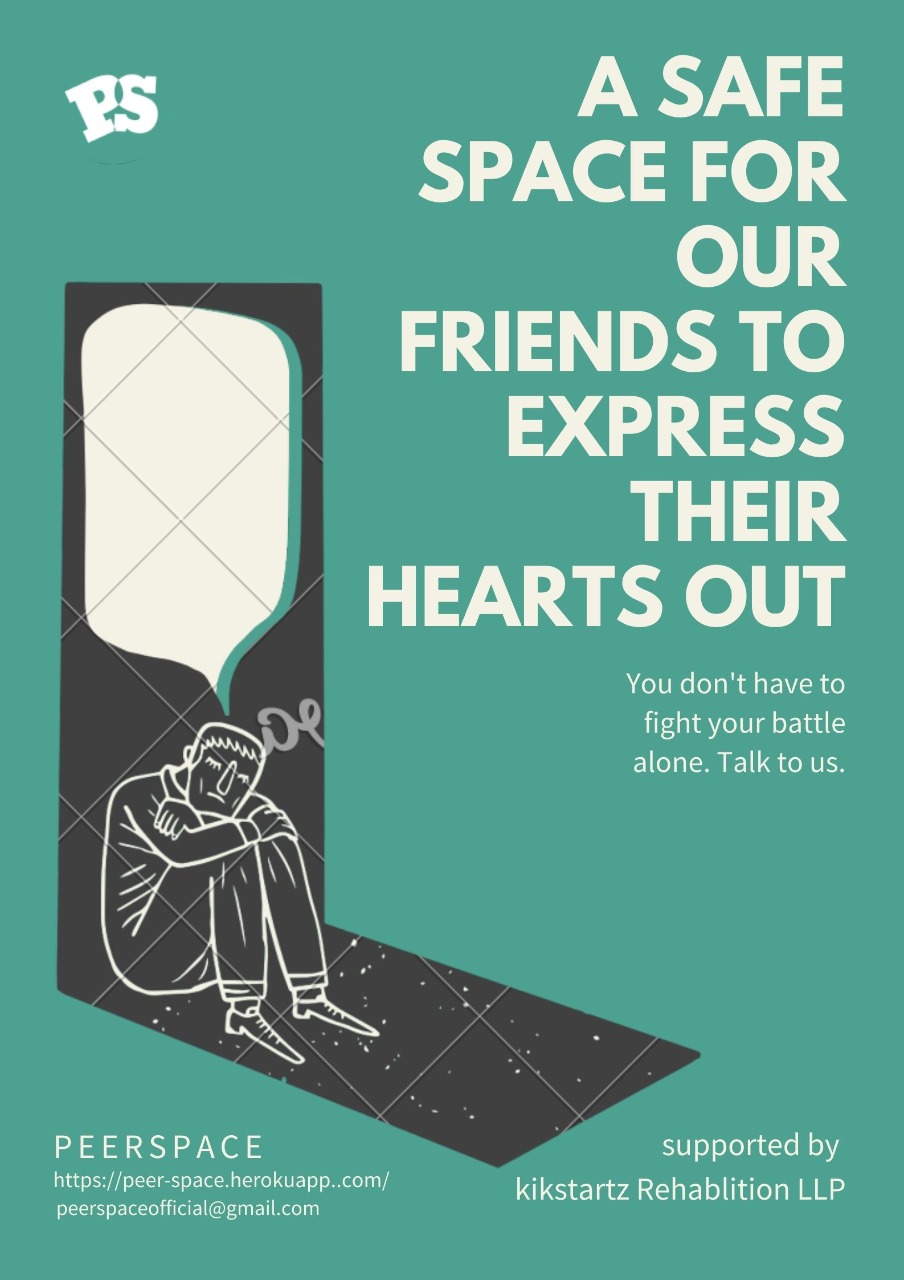 PS
A SAFE
SPACE FOR
OUR
FRIENDS TO
EXPRESS
THEIR
HEARTS OUT
You don't have to
fight your battle
alone. Talk to us.
PEERSPACE
https://peer-space.herokuapp..com/
peerspaceofficial@gmail.com
supported by
kikstartz Rehablition LLP